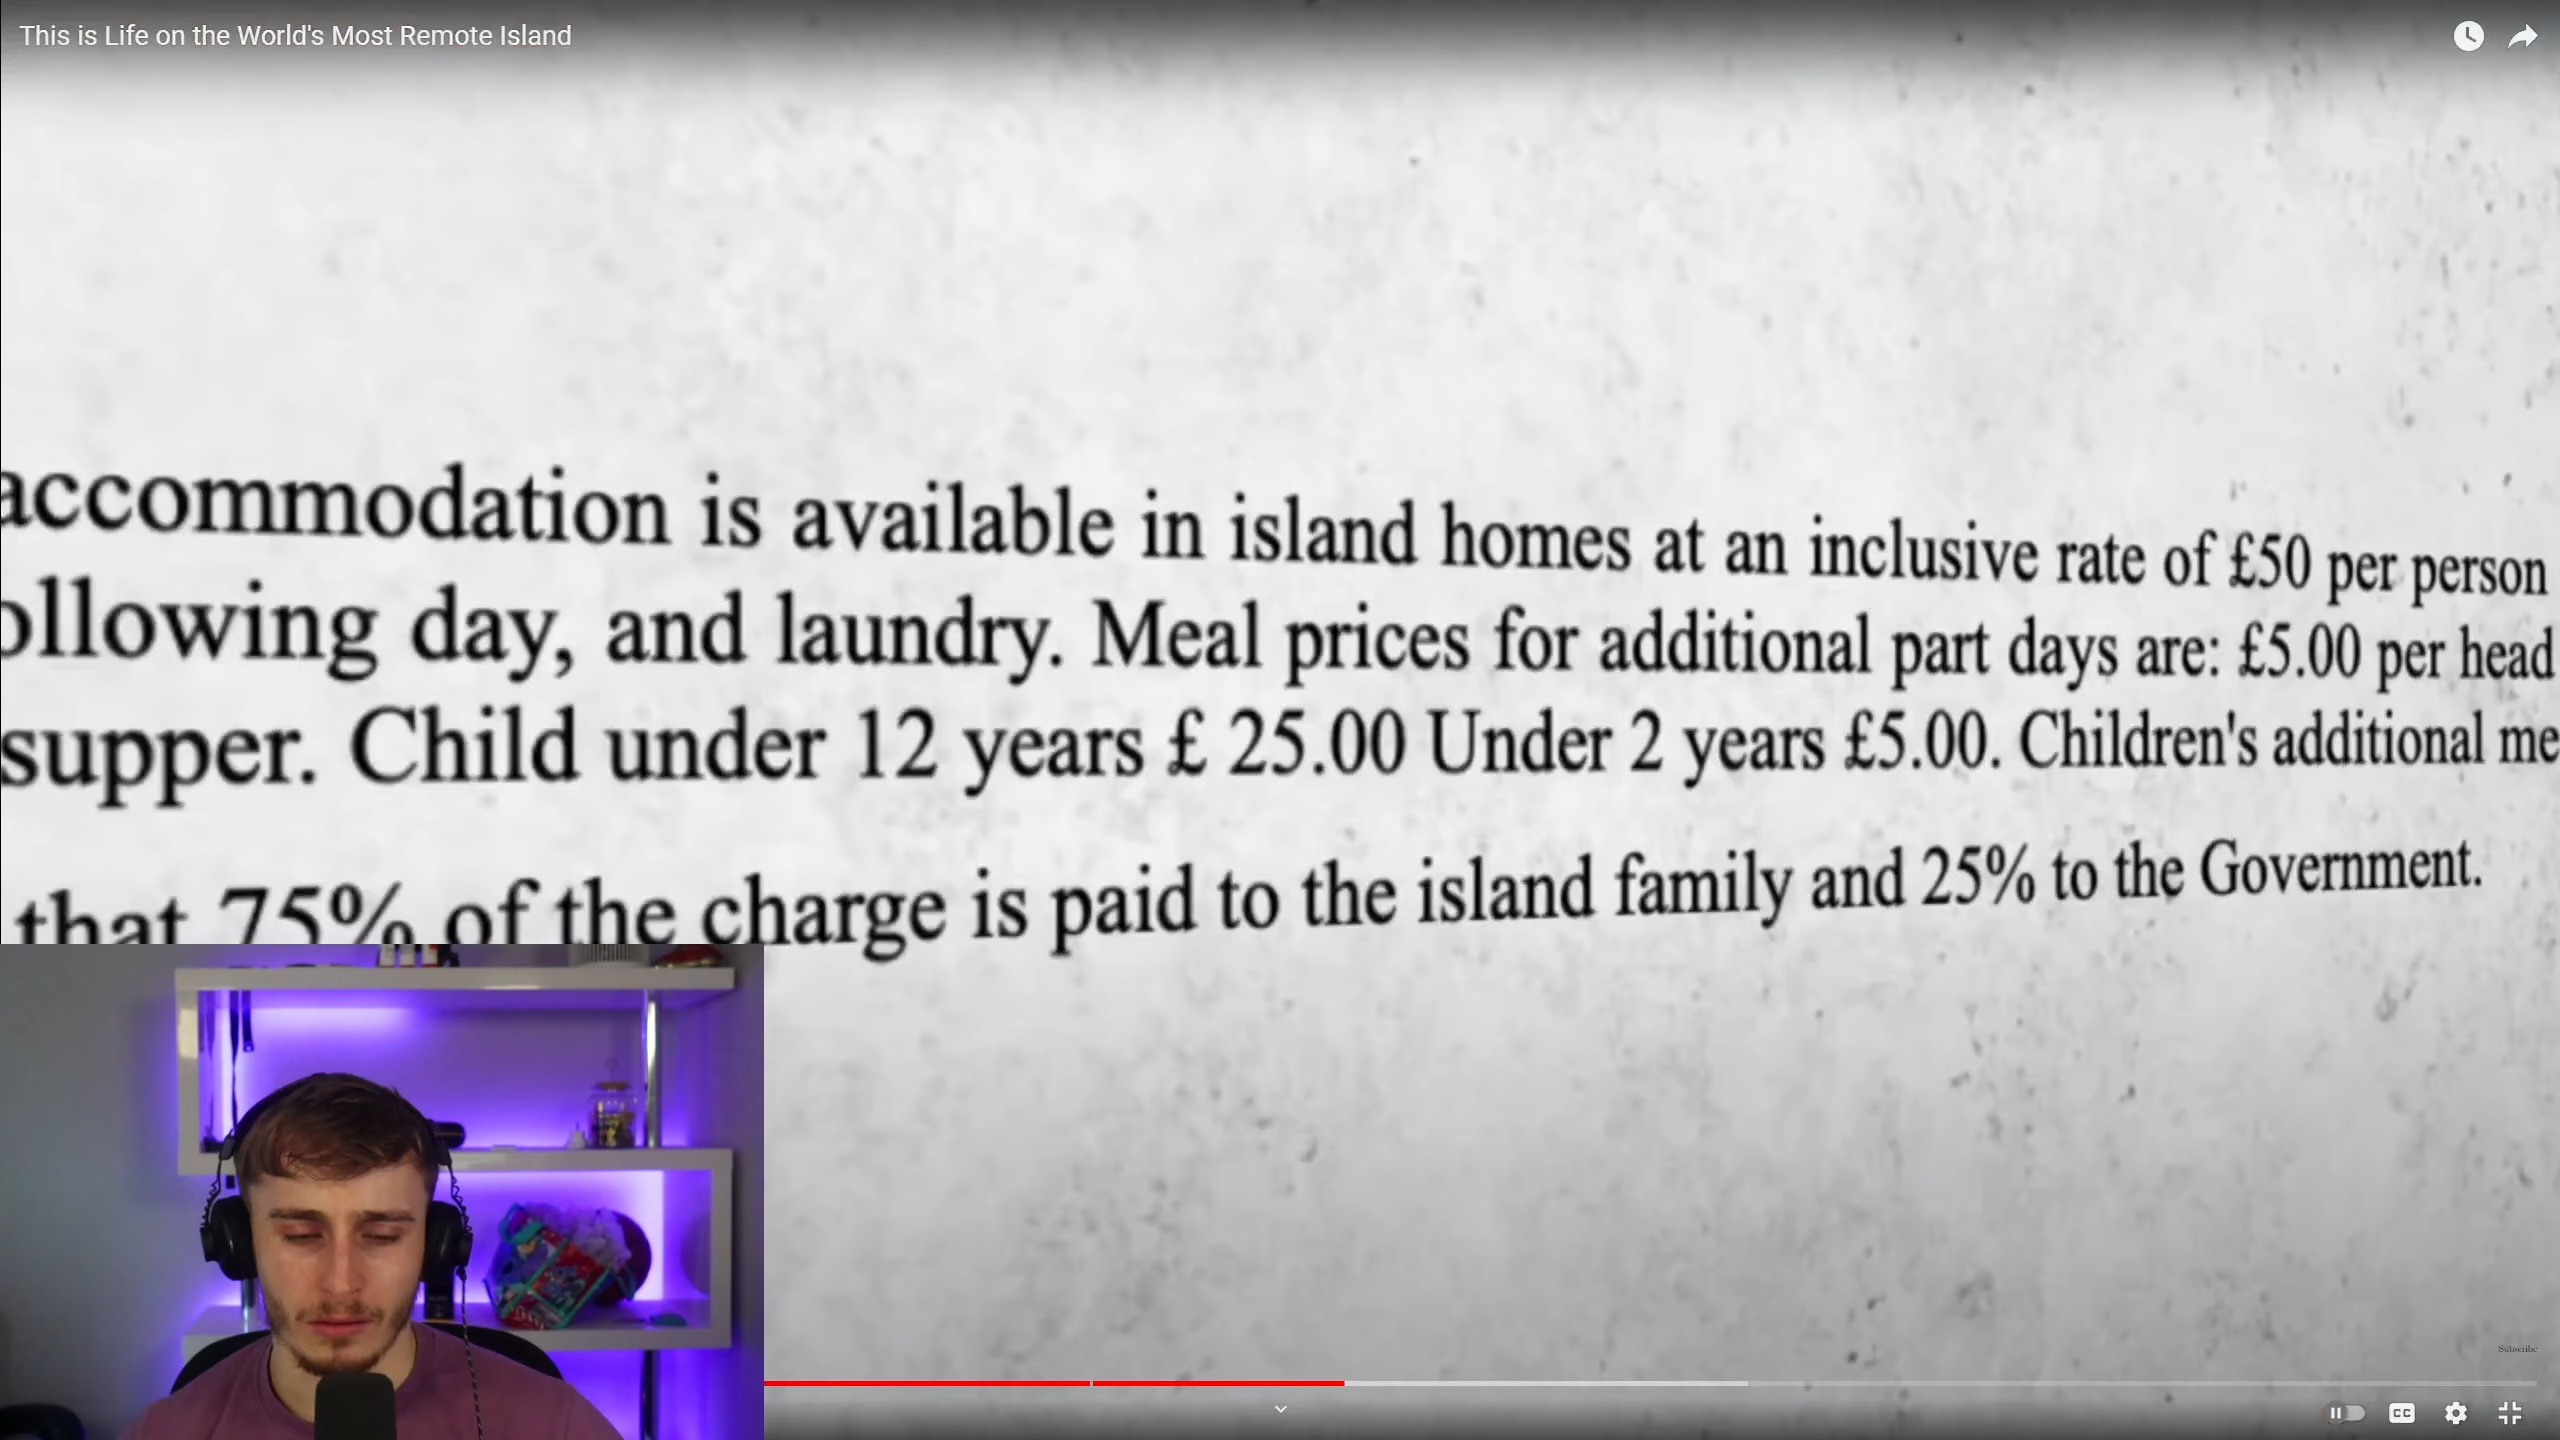 This is Life on the World's Most Remote Island
accommodation is available in island homes at an inclusive rate of £50 per person
ollowing day, and laundry. Meal prices for additional part days are: £5.00 per head
supper. Child under 12 years £ 25.00 Under 2 years £5.00. Children's additional me
that 75% of the charge is paid to the island family and 25% to the Government.
Subscribe
CC